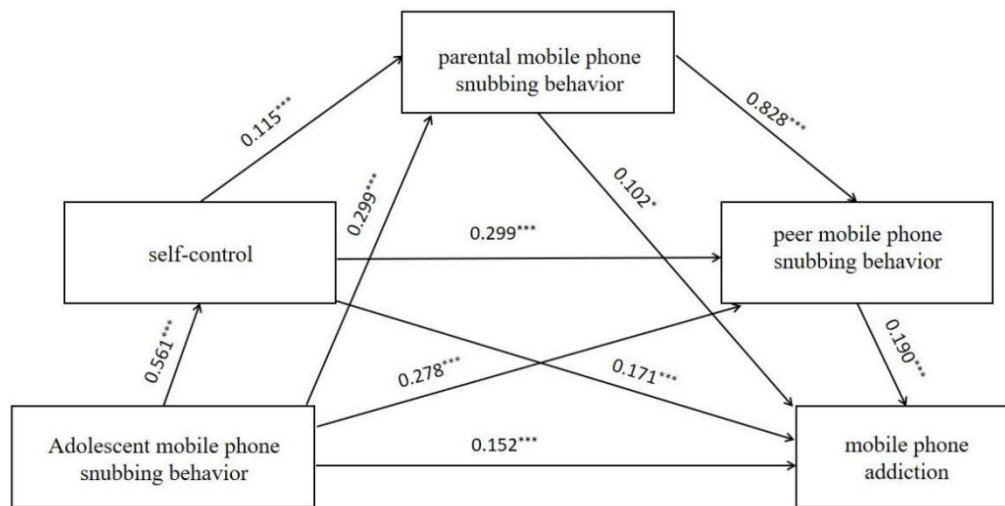 parental mobile phone
snubbing behavior
0.115***
0.828***
0.299***
0.102*
self-control
0.299***
peer mobile phone
snubbing behavior
0.561***
0.278***
0.171***
0.190***
Adolescent mobile phone
snubbing behavior
0.152***
mobile phone
addiction